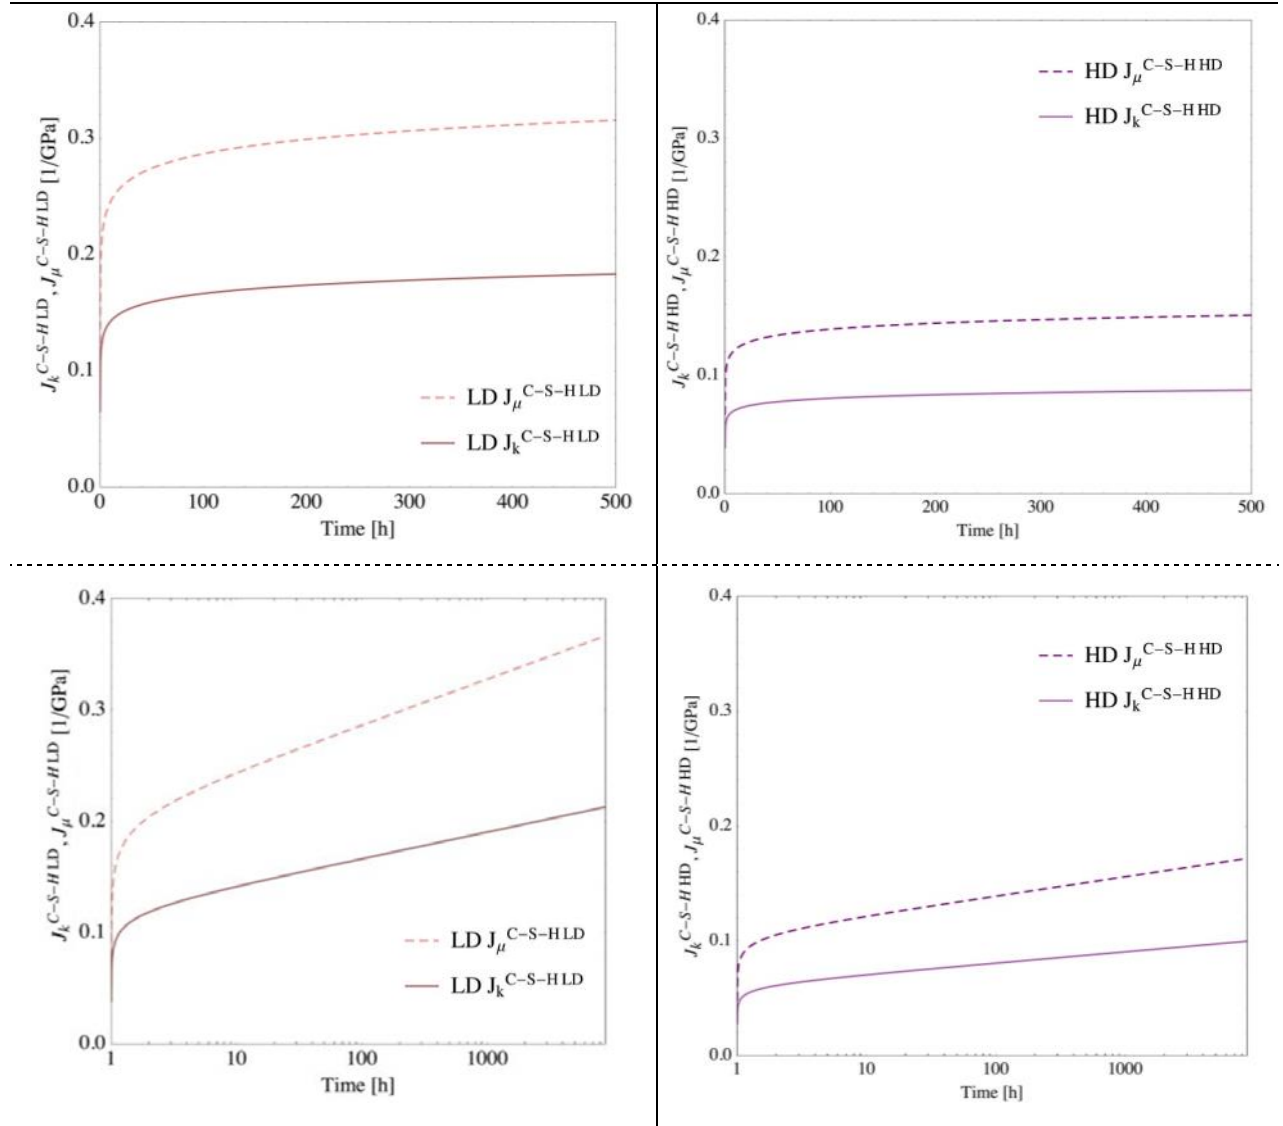 0.4
0.3
0.2
0.1
0.0
J_k^{C-S-H LD}, J_μ^{C-S-H LD} [1/GPa]
LD J_μ^{C-S-H LD}
LD J_k^{C-S-H LD}
0 100 200 300 400 500
Time [h]
0.4
0.3
0.2
0.1
0.0
J_k^{C-S-H HD}, J_μ^{C-S-H HD} [1/GPa]
HD J_μ^{C-S-H HD}
HD J_k^{C-S-H HD}
0 100 200 300 400 500
Time [h]
0.4
0.3
0.2
0.1
0.0
J_k^{C-S-H LD}, J_μ^{C-S-H LD} [1/GPa]
LD J_μ^{C-S-H LD}
LD J_k^{C-S-H LD}
1 10 100 1000
Time [h]
0.4
0.3
0.2
0.1
0.0
J_k^{C-S-H HD}, J_μ^{C-S-H HD} [1/GPa]
HD J_μ^{C-S-H HD}
HD J_k^{C-S-H HD}
1 10 100 1000
Time [h]